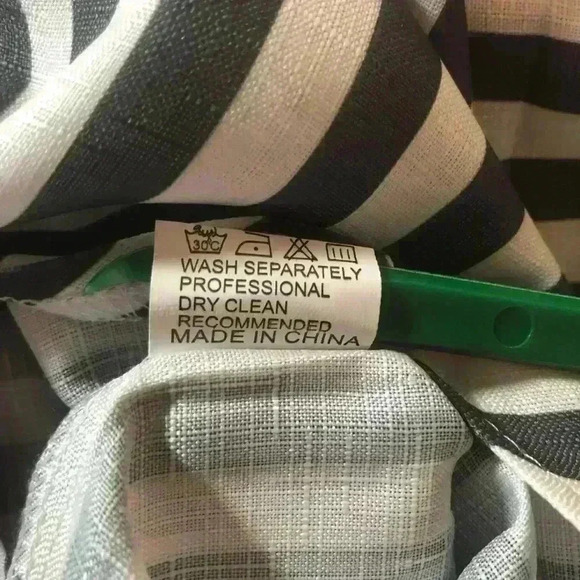 30°C
WASH SEPARATELY
PROFESSIONAL
DRY CLEAN
RECOMMENDED
MADE IN CHINA